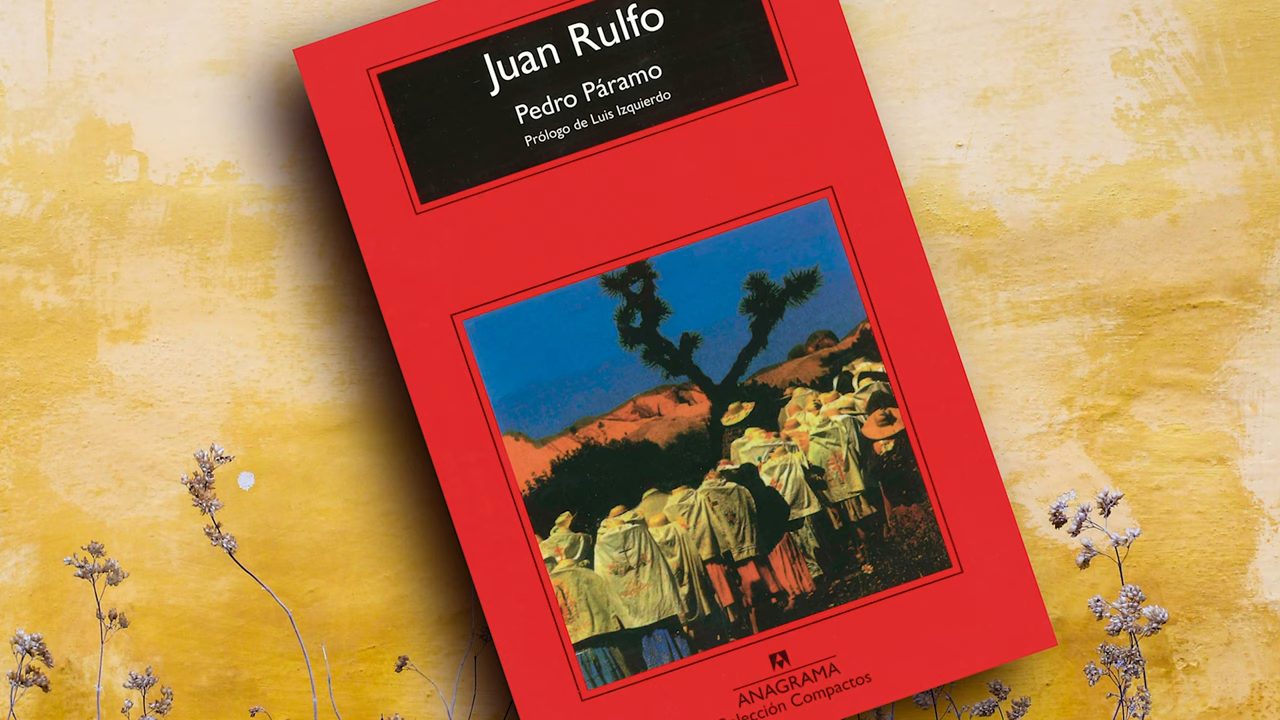 Juan Rulfo
Pedro Páramo
Prólogo de Luis Izquierdo
ANAGRAMA
Colección Compactos